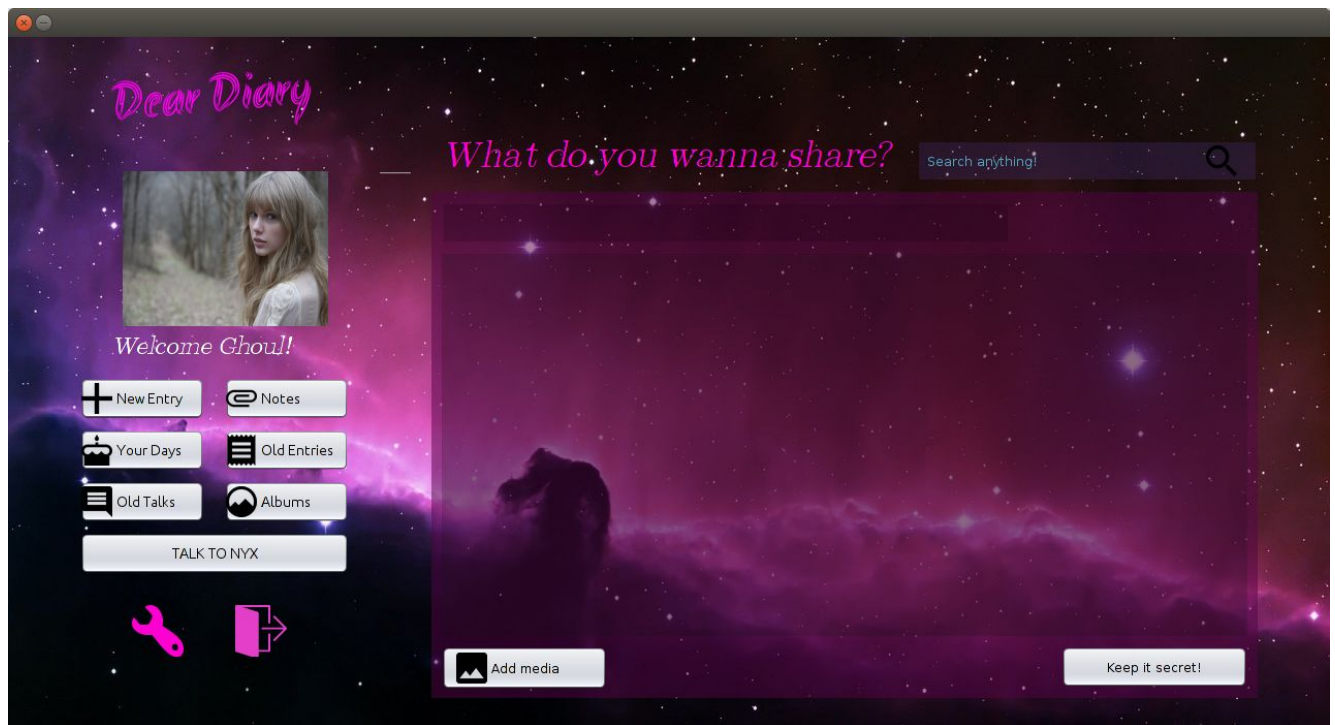 Dear Diary
What do you wanna share?
Search anything!
Welcome Ghoul!
New Entry
Notes
Your Days
Old Entries
Old Talks
Albums
TALK TO NYX
Add media
Keep it secret!